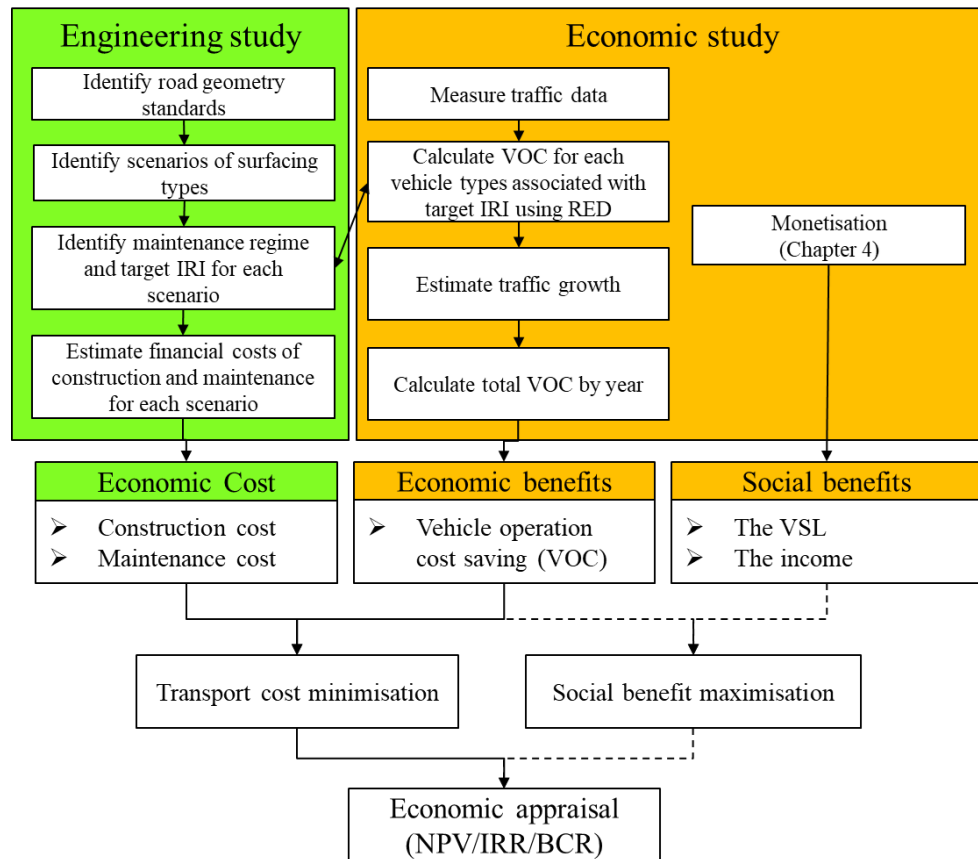 Engineering study
Identify road geometry
standards
Identify scenarios of surfacing
types
Identify maintenance regime
and target IRI for each
scenario
Estimate financial costs of
construction and maintenance
for each scenario
Economic study
Measure traffic data
Calculate VOC for each
vehicle types associated with
target IRI using RED
Estimate traffic growth
Calculate total VOC by year
Monetisation
(Chapter 4)
Economic Cost
➢ Construction cost
➢ Maintenance cost
Economic benefits
➢ Vehicle operation
cost saving (VOC)
Social benefits
➢ The VSL
➢ The income
Transport cost minimisation
Social benefit maximisation
Economic appraisal
(NPV/IRR/BCR)